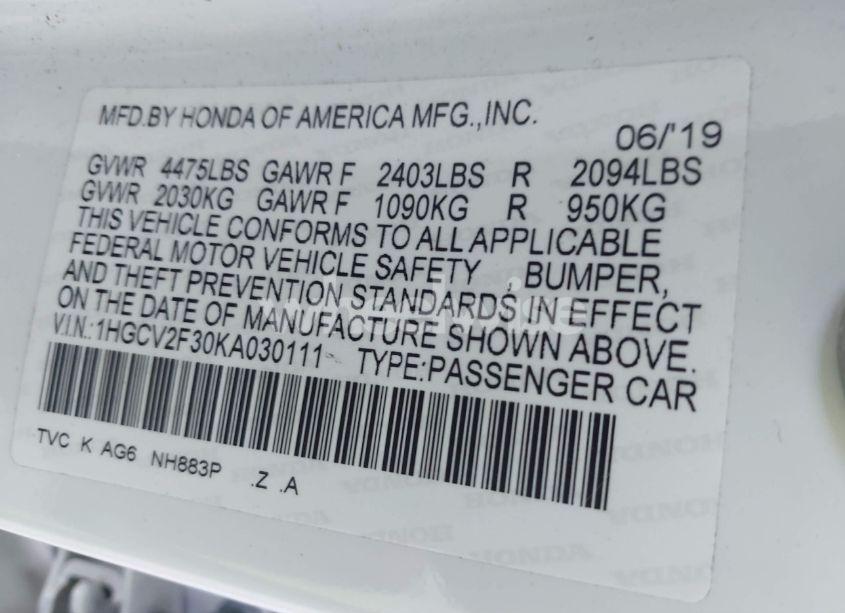 MFD.BY HONDA OF AMERICA MFG.,INC.
06/'19
GVWR 4475LBS GAWR F 2403LBS R 2094LBS
GVWR 2030KG GAWR F 1090KG R 950KG
THIS VEHICLE CONFORMS TO ALL APPLICABLE
FEDERAL MOTOR VEHICLE SAFETY , BUMPER,
AND THEFT PREVENTION STANDARDS IN EFFECT
ON THE DATE OF MANUFACTURE SHOWN ABOVE.
V.I.N.:1HGCV2F30KA030111 TYPE:PASSENGER CAR
TVC K AG6 NH883P .Z .A
HONDA